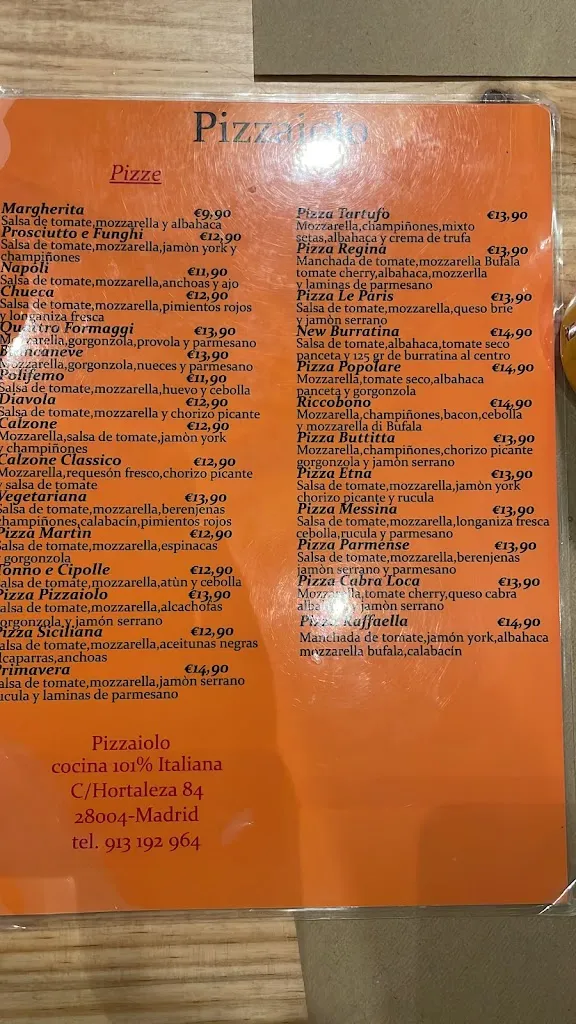 Pizzaiolo
Pizze
Margherita €9,90
Salsa de tomate,mozzarella y albahaca
Prosciutto e Funghi €12,90
Salsa de tomate,mozzarella,jamòn york y
champiñones
Napoli €11,90
Salsa de tomate,mozzarella,anchoas y ajo
Chueca €12,90
Salsa de tomate,mozzarella,pimientos rojos
y longaniza fresca
Quattro Formaggi €13,90
Mozzarella,gorgonzola,provola y parmesano
Biancaneve €13,90
Mozzarella,gorgonzola,nueces y parmesano
Polifemo €11,90
Salsa de tomate,mozzarella,huevo y cebolla
Diavola €12,90
Salsa de tomate,mozzarella y chorizo picante
Calzone €12,90
Mozzarella,salsa de tomate,jamòn york
y champiñones
Calzone Classico €12,90
Mozzarella,requesón fresco,chorizo picante
y salsa de tomate
Vegetariana €13,90
Salsa de tomate,mozzarella,berenjenas
champiñones,calabacín,pimientos rojos
Pizza Martìn €12,90
Salsa de tomate,mozzarella,espinacas
y gorgonzola
Tonno e Cipolle €12,90
Salsa de tomate,mozzarella,atùn y cebolla
Pizza Pizzaiolo €13,90
Salsa de tomate,mozzarella,alcachofas
gorgonzola y jamón serrano
Pizza Siciliana €12,90
Salsa de tomate,mozzarella,aceitunas negras
alcaparras,anchoas
Primavera €14,90
Salsa de tomate,mozzarella,jamòn serrano
rucula y laminas de parmesano
Pizza Tartufo €13,90
Mozzarella,champiñones,mixto
setas,albahaca y crema de trufa
Pizza Regina €13,90
Manchada de tomate,mozzarella Bufala
tomate cherry,albahaca,mozzerlla
y laminas de parmesano
Pizza Le Paris €13,90
Salsa de tomate,mozzarella,queso brie
y jamòn serrano
New Burratina €14,90
Salsa de tomate,albahaca,tomate seco
panceta y 125 gr de burratina al centro
Pizza Popolare €14,90
Mozzarella,tomate seco,albahaca
panceta y gorgonzola
Riccobono €14,90
Mozzarella,champiñones,bacon,cebolla
y mozzarella di Bufala
Pizza Buttitta €13,90
Mozzarella,champiñones,chorizo picante
gorgonzola y jamòn serrano
Pizza Etna €13,90
Salsa de tomate,mozzarella,jamòn york
chorizo picante y rucula
Pizza Messina €13,90
Salsa de tomate,mozzarella,longaniza fresca
cebolla,rucula y parmesano
Pizza Parmense €13,90
Salsa de tomate,mozzarella,berenjenas
jamòn serrano y parmesano
Pizza Cabra Loca €13,90
Mozzarella,tomate cherry,queso cabra
albahaca y jamòn serrano
Pizza Raffaella €14,90
Manchada de tomate,jamón york,albahaca
mozzarella bufala,calabacín
Pizzaiolo
cocina 101% Italiana
C/Hortaleza 84
28004-Madrid
tel. 913 192 964